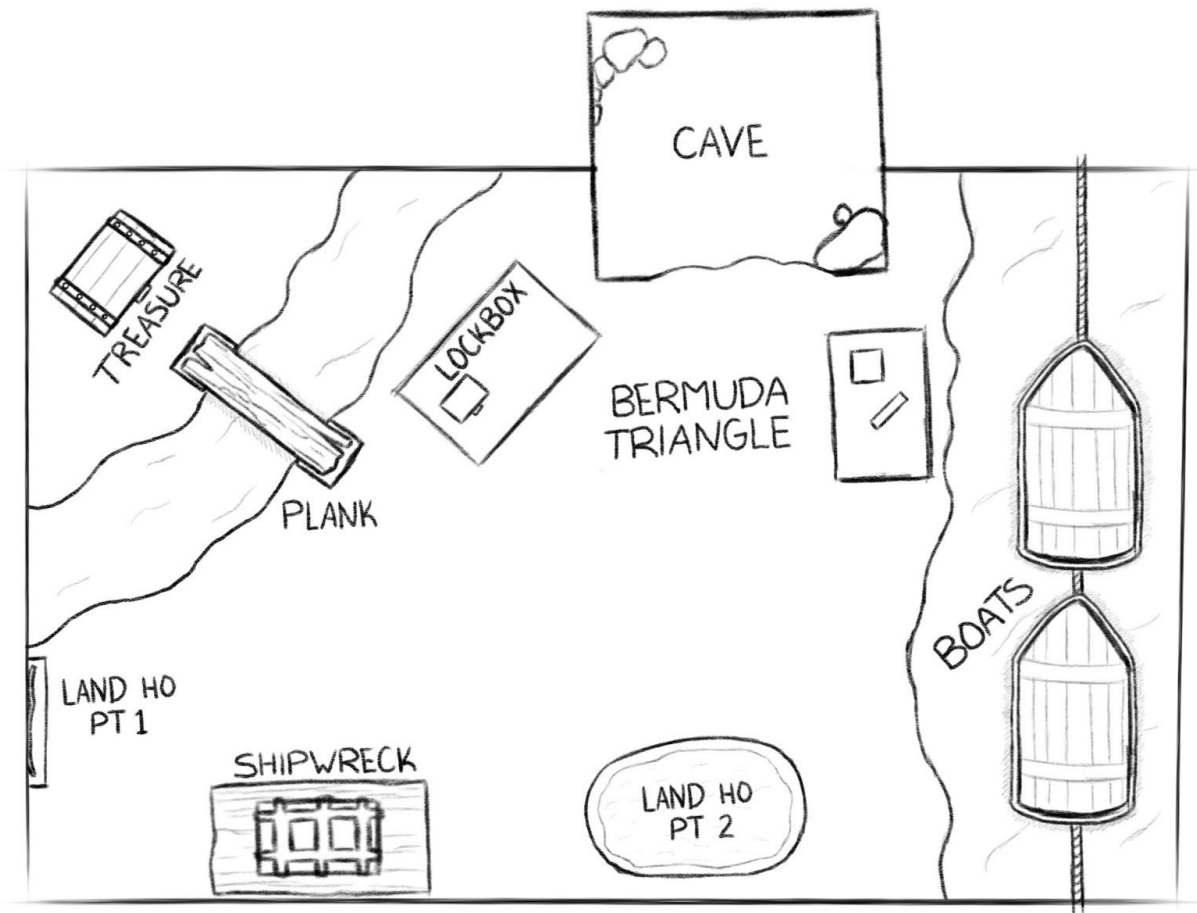 CAVE
TREASURE
LOCKBOX
BERMUDA
TRIANGLE
PLANK
BOATS
LAND HO
PT 1
SHIPWRECK
LAND HO
PT 2